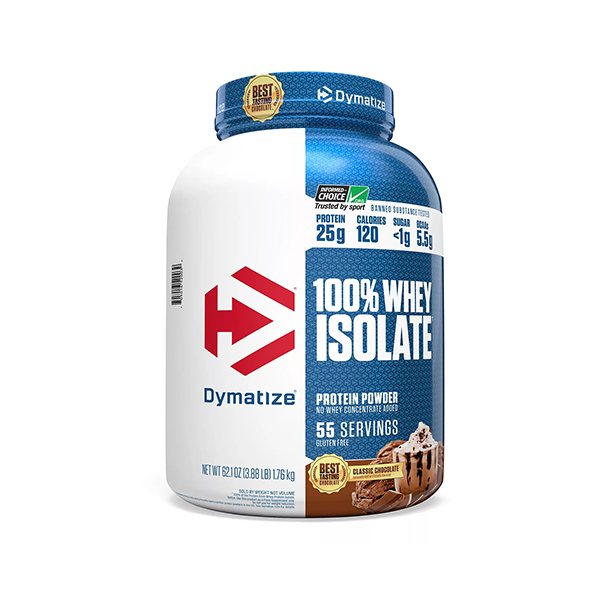 BEST
TASTING
CHOCOLATE
Dymatize
INFORMED-
CHOICE
Trusted by sport
BANNED SUBSTANCE TESTED
PROTEIN
25g
CALORIES
120
SUGAR
<1g
BCAAs
5.5g
100% WHEY
ISOLATE
Dymatize
PROTEIN POWDER
NO WHEY CONCENTRATE ADDED
55 SERVINGS
GLUTEN FREE
BEST
TASTING
CHOCOLATE
CLASSIC CHOCOLATE
NET WT 62.1 OZ (3.88 LB) 1.76 kg
SOLD BY WEIGHT NOT VOLUME